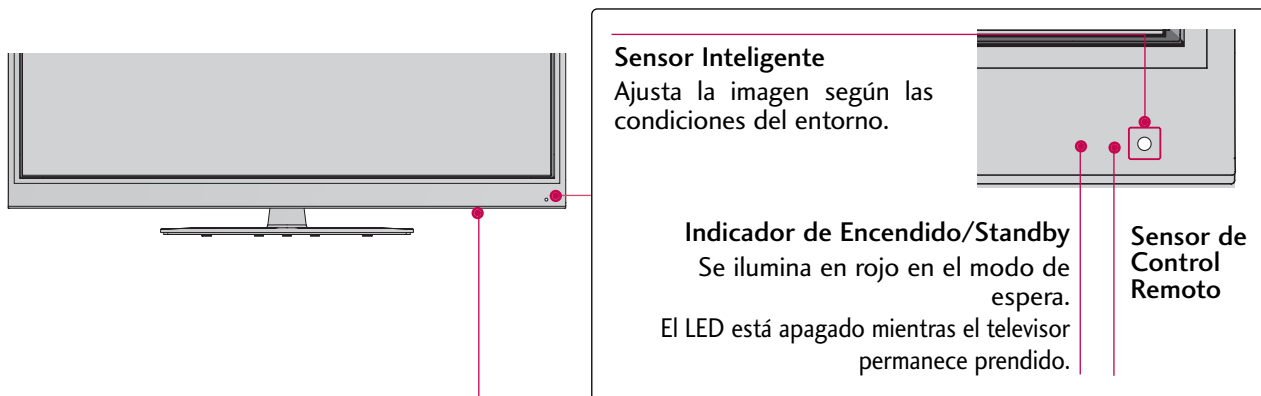 Sensor Inteligente
Ajusta la imagen según las
condiciones del entorno.
Indicador de Encendido/Standby
Se ilumina en rojo en el modo de
espera.
El LED está apagado mientras el televisor
permanece prendido.
Sensor de
Control
Remoto